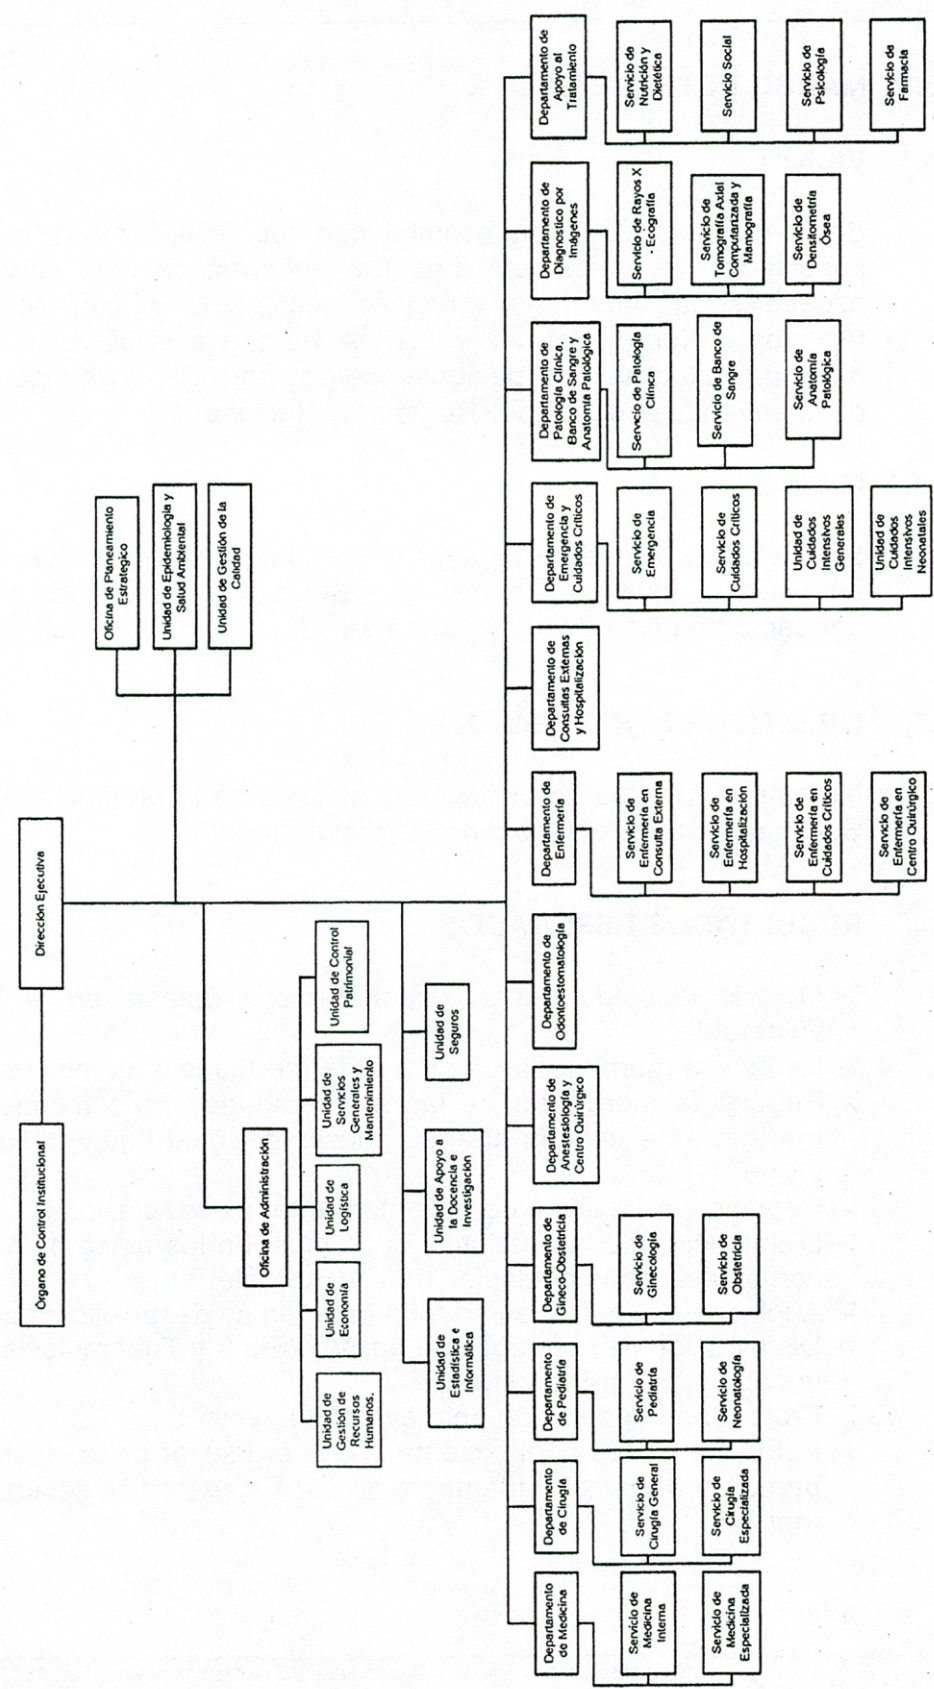 Órgano de Control Institucional
Dirección Ejecutiva
Oficina de Planeamiento
Estrategico
Unidad de Epidemiología y
Salud Ambiental
Unidad de Gestión de la
Calidad
Oficina de Administración
Unidad de
Gestión de
Recursos
Humanos.
Unidad de
Economía
Unidad de
Logística
Unidad de
Servicios
Generales y
Mantenimiento
Unidad de Control
Patrimonial
Unidad de
Estadística e
Informática
Unidad de Apoyo a
la Docencia e
Investigación
Unidad de
Seguros
Departamento
de Medicina
Servicio de
Medicina
Interna
Servicio de
Medicina
Especializada
Departamento
de Cirugía
Servicio de
Cirugía General
Servicio de
Cirugía
Especializada
Departamento
de Pediatría
Servicio de
Pediatría
Servicio de
Neonatología
Departamento de
Gineco-Obstetricia
Servicio de
Ginecología
Servicio de
Obstetricia
Departamento de
Anestesiología y
Centro Quirúrgico
Departamento de
Odontoestomatología
Departamento de
Enfermería
Servicio de
Enfermería en
Consulta Externa
Servicio de
Enfermería en
Hospitalización
Servicio de
Enfermería en
Cuidados Críticos
Servicio de
Enfermería en
Centro Quirúrgico
Departamento de
Consultas Externas
y Hospitalización
Departamento de
Emergencia y
Cuidados Críticos
Servicio de
Emergencia
Servicio de
Cuidados Críticos
Unidad de
Cuidados
Intensivos
Generales
Unidad de
Cuidados
Intensivos
Neonatales
Departamento de
Patología Clínica,
Banco de Sangre y
Anatomía Patológica
Servicio de Patología
Clínica
Servicio de Banco de
Sangre
Servicio de
Anatomía
Patológica
Departamento de
Diagnostico por
Imágenes
Servicio de Rayos X
- Ecografía
Servicio de
Tomografía Axial
Computarizada y
Mamografía
Servicio de
Densitometría
Ósea
Departamento de
Apoyo al
Tratamiento
Servicio de
Nutrición y
Dietética
Servicio Social
Servicio de
Psicología
Servicio de
Farmacia